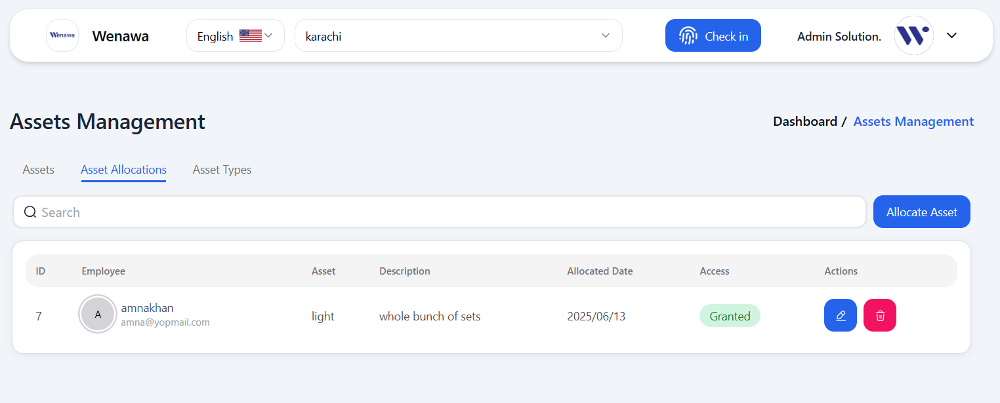 Wenawa Wenawa English karachi Check in Admin Solution. W
Assets Management Dashboard / Assets Management
Assets Asset Allocations Asset Types
Search Allocate Asset
ID Employee Asset Description Allocated Date Access Actions
7 A amnakhan light whole bunch of sets 2025/06/13 Granted
amna@yopmail.com